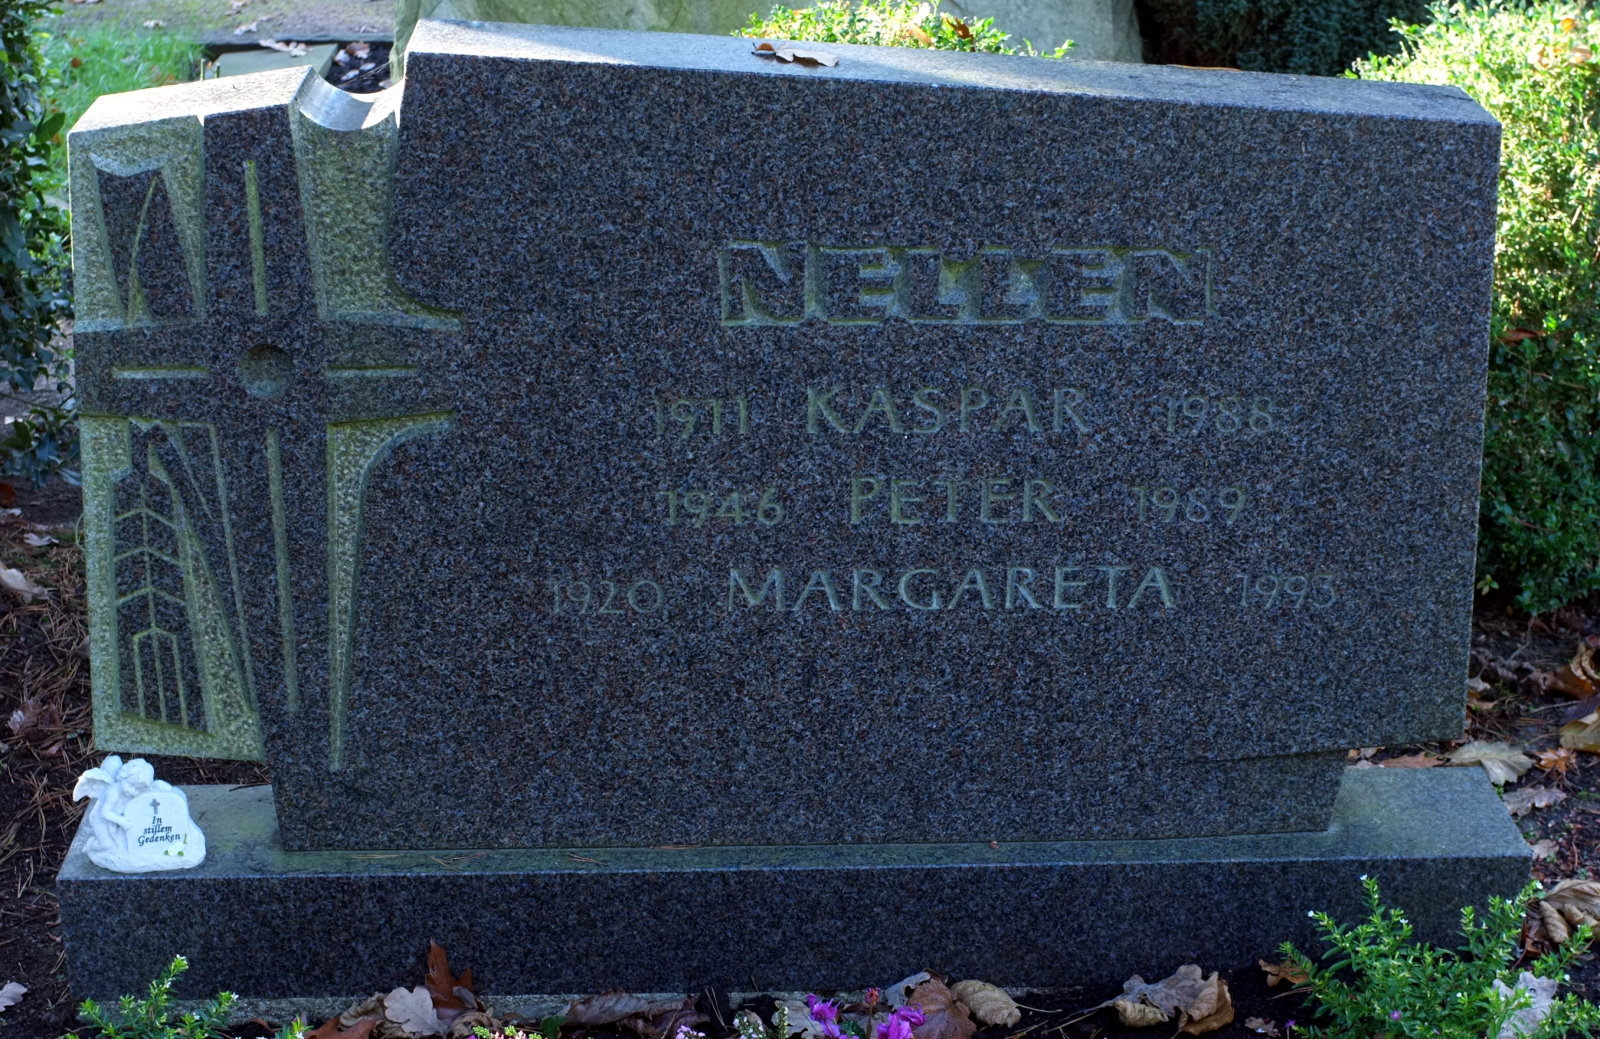 NELLEN
1911 KASPAR 1988
1946 PETER 1989
1920 MARGARETA 1993
In
stillem
Gedenken